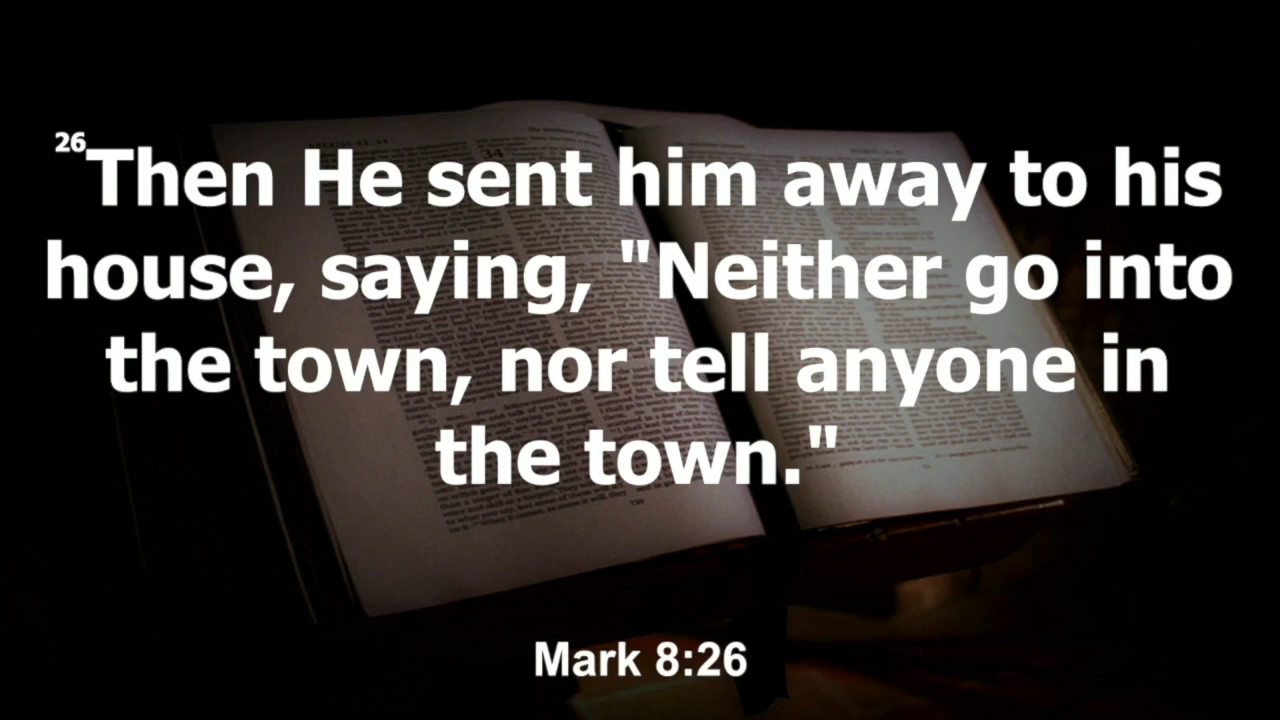 26Then He sent him away to his
house, saying, "Neither go into
the town, nor tell anyone in
the town."
Mark 8:26